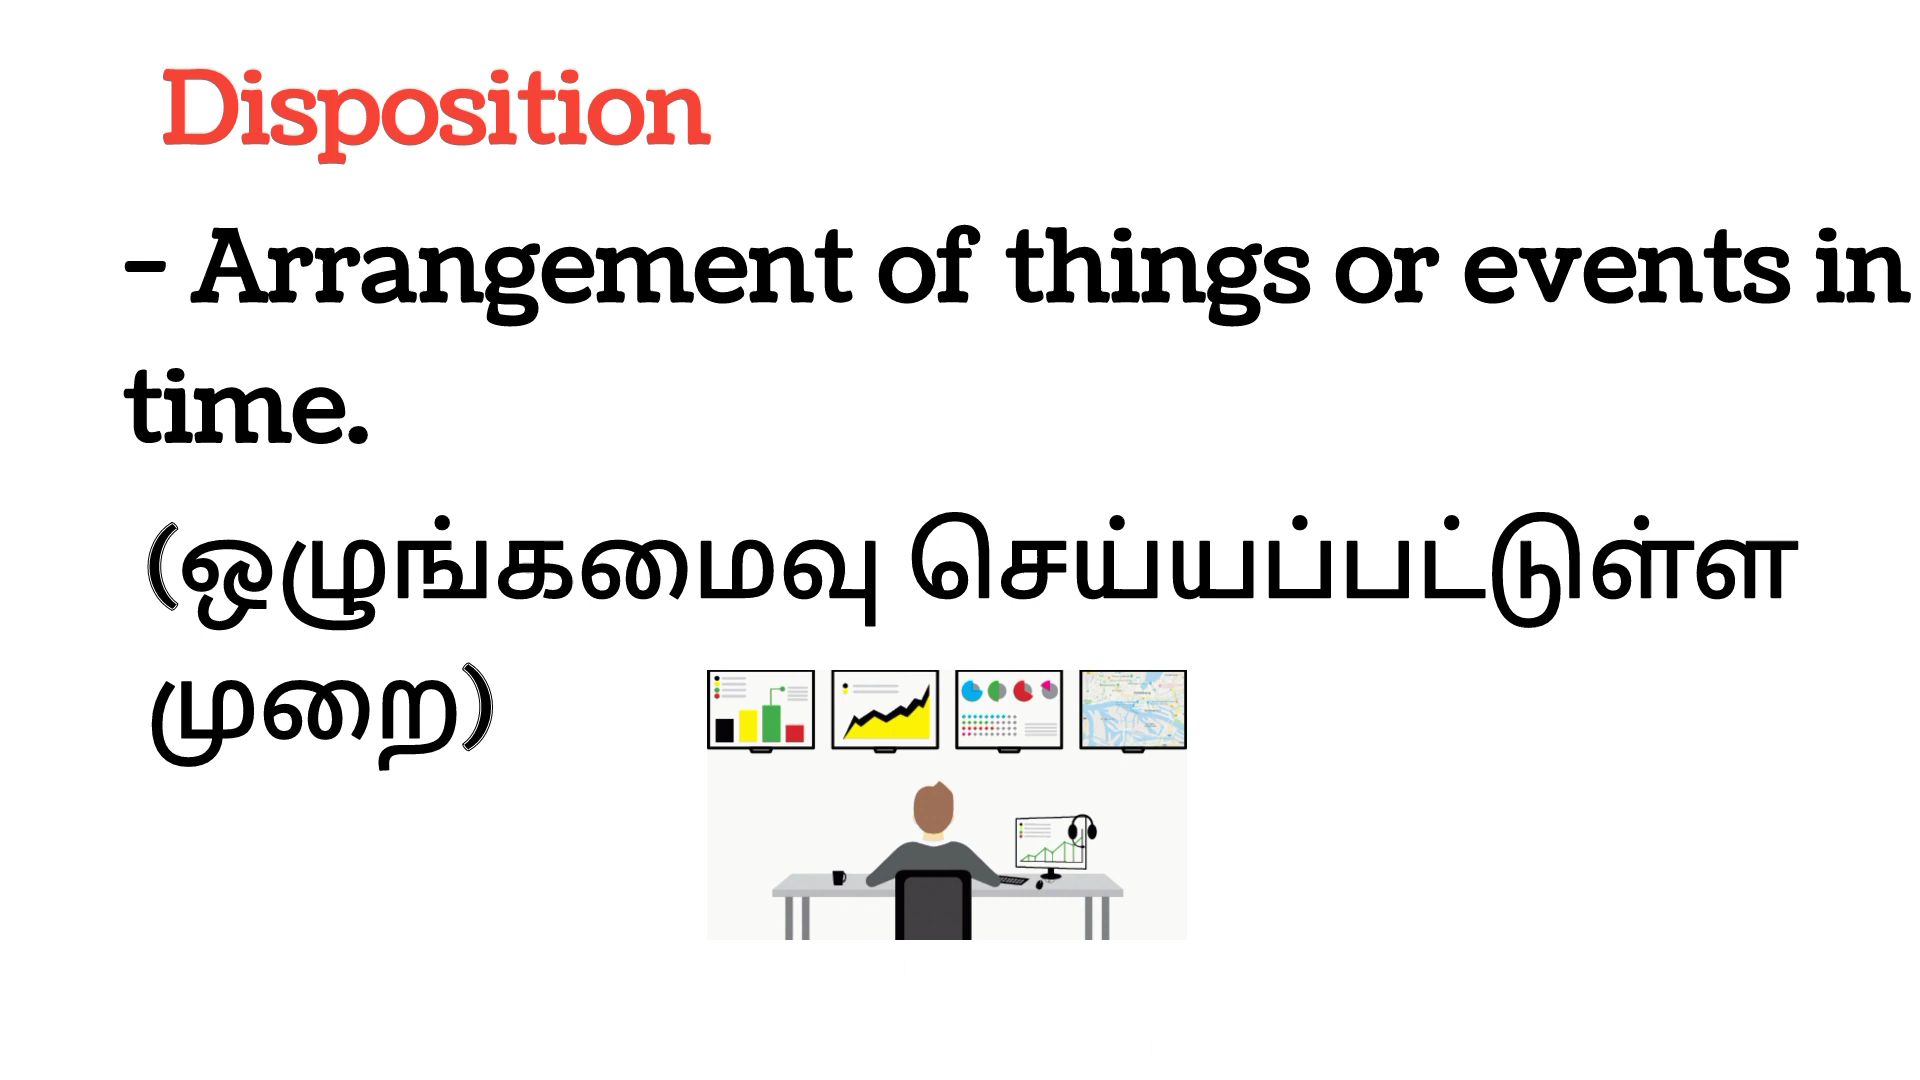 Disposition
- Arrangement of things or events in
time.
(ஒழுங்கமைவு செய்யப்பட்டுள்ள
முறை)